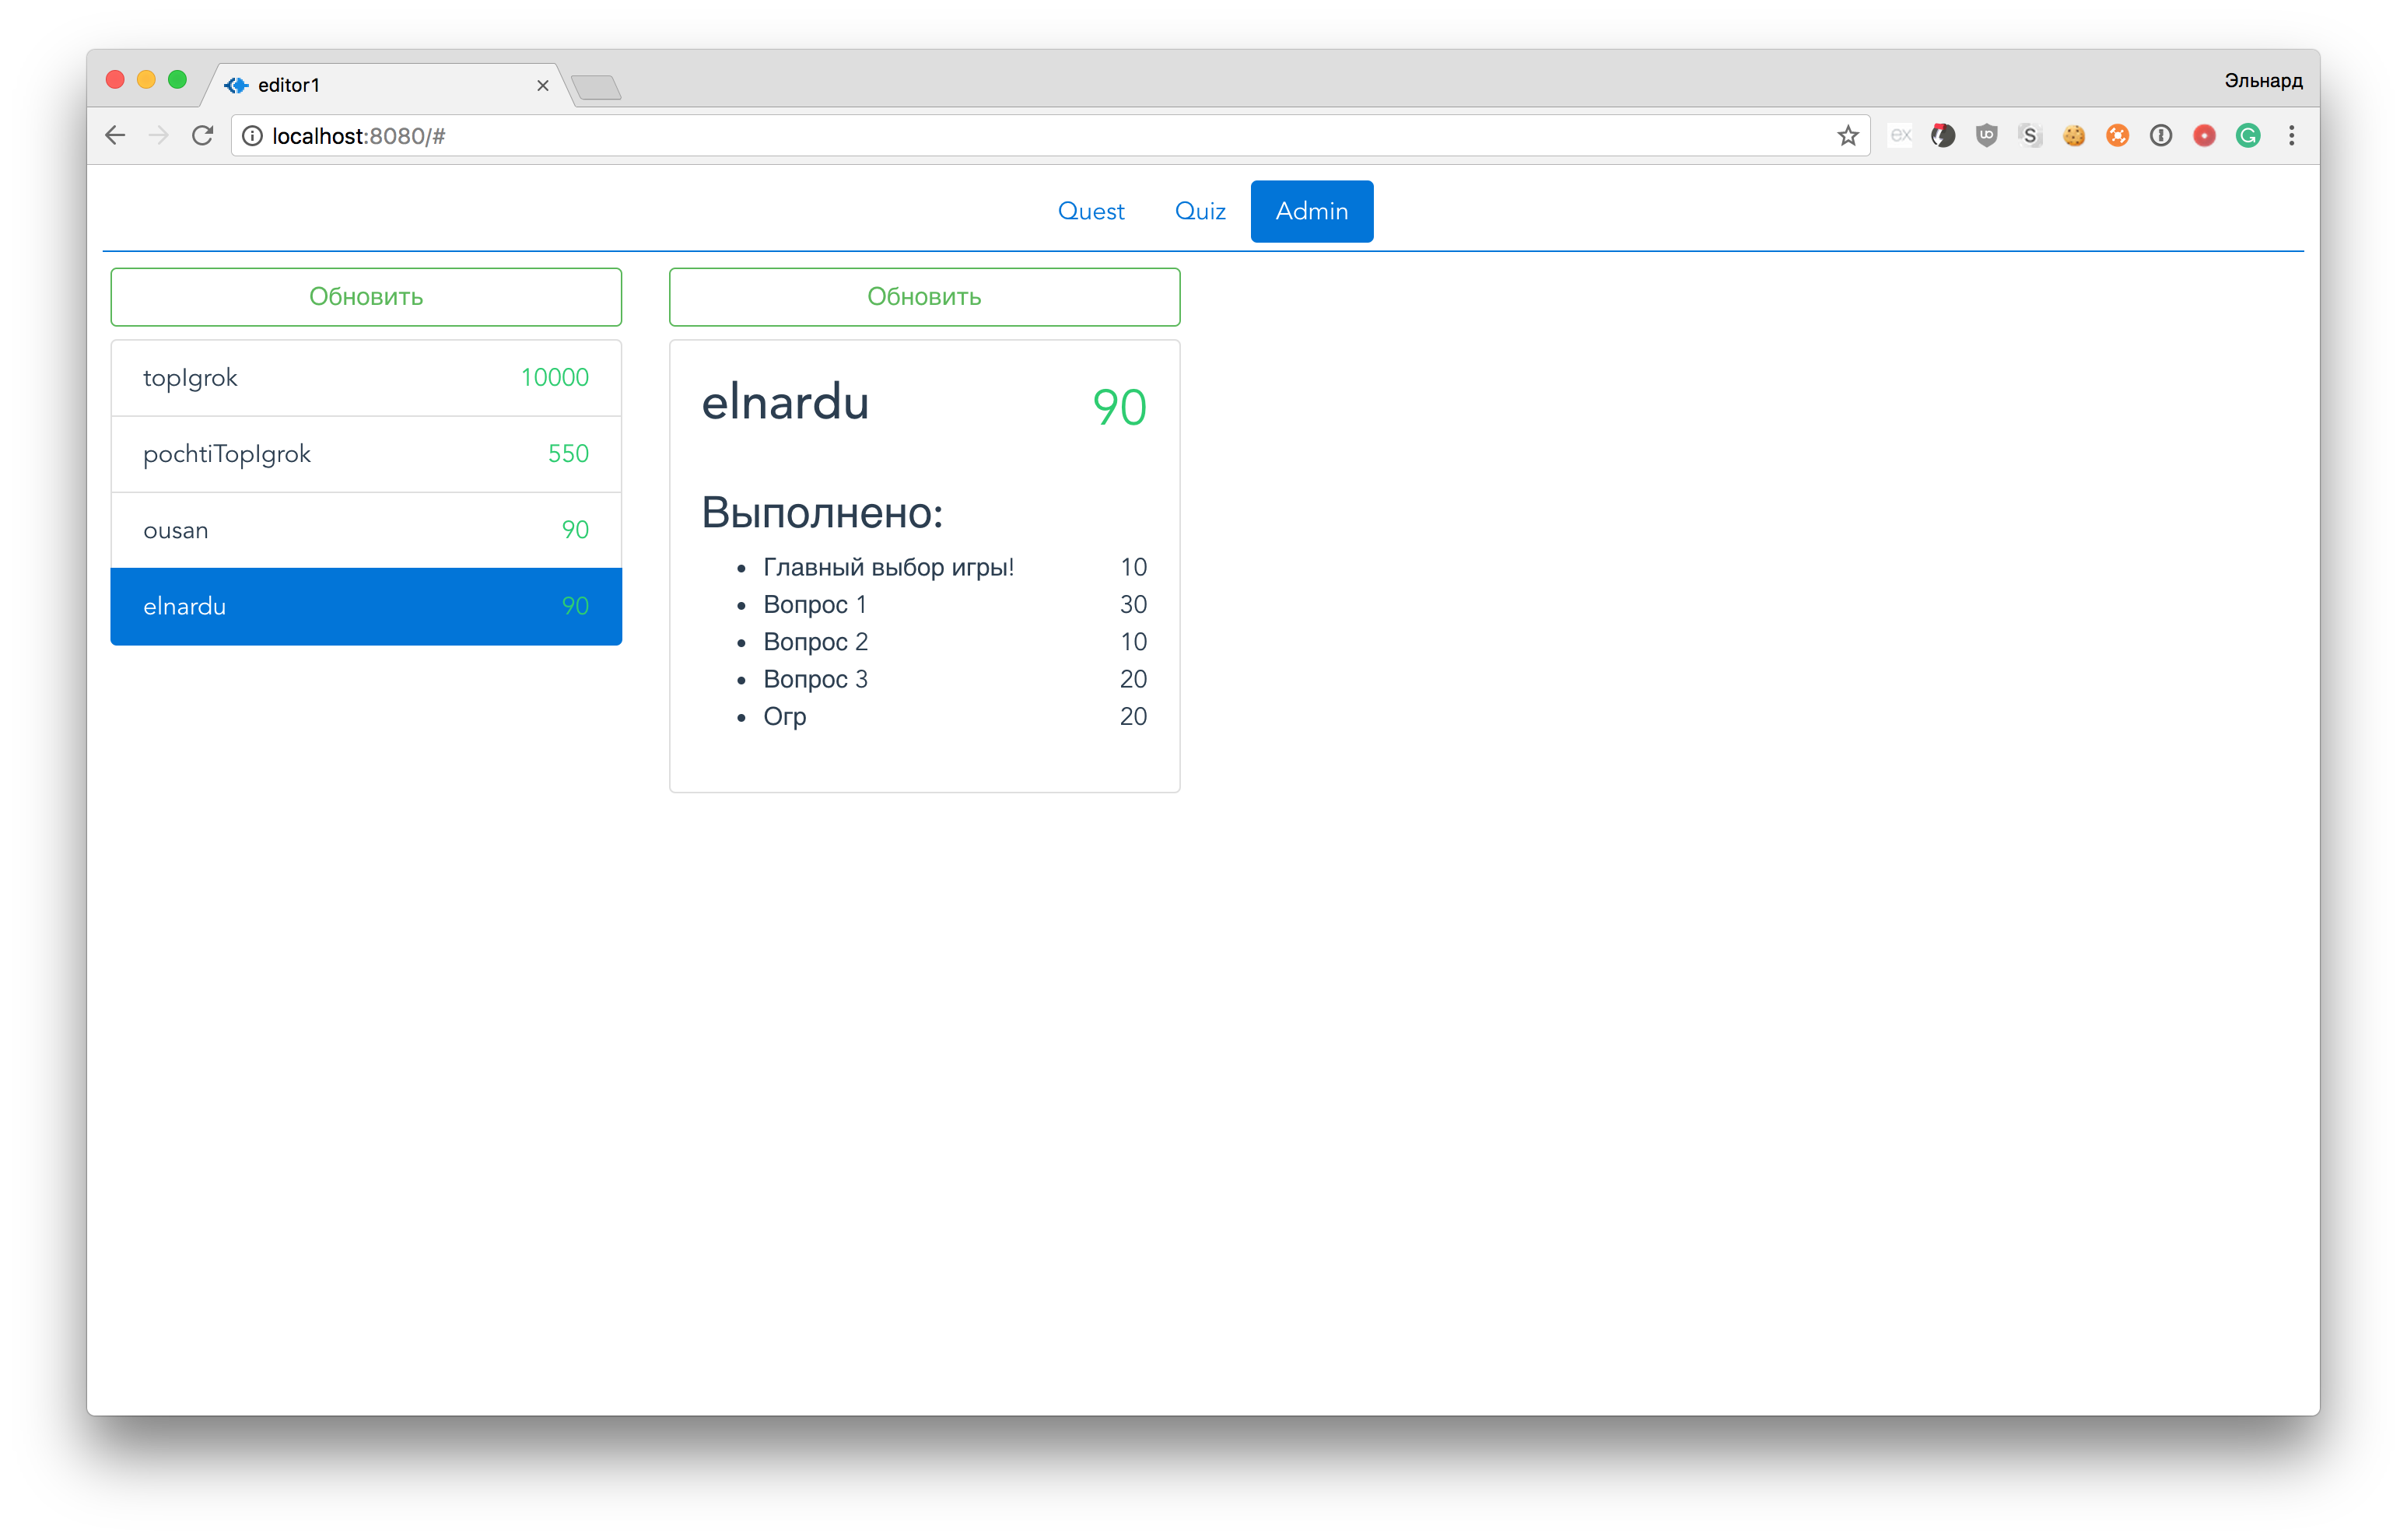 editor1
Эльнард
localhost:8080/#
Quest Quiz Admin
Обновить
topIgrok 10000
pochtiTopIgrok 550
ousan 90
elnardu 90
Обновить
elnardu 90
Выполнено:
• Главный выбор игры! 10
• Вопрос 1 30
• Вопрос 2 10
• Вопрос 3 20
• Огр 20